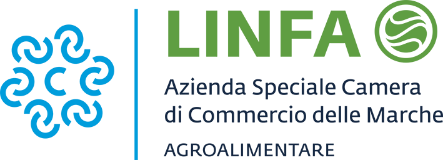 LINFA
Azienda Speciale Camera
di Commercio delle Marche
AGROALIMENTARE
C